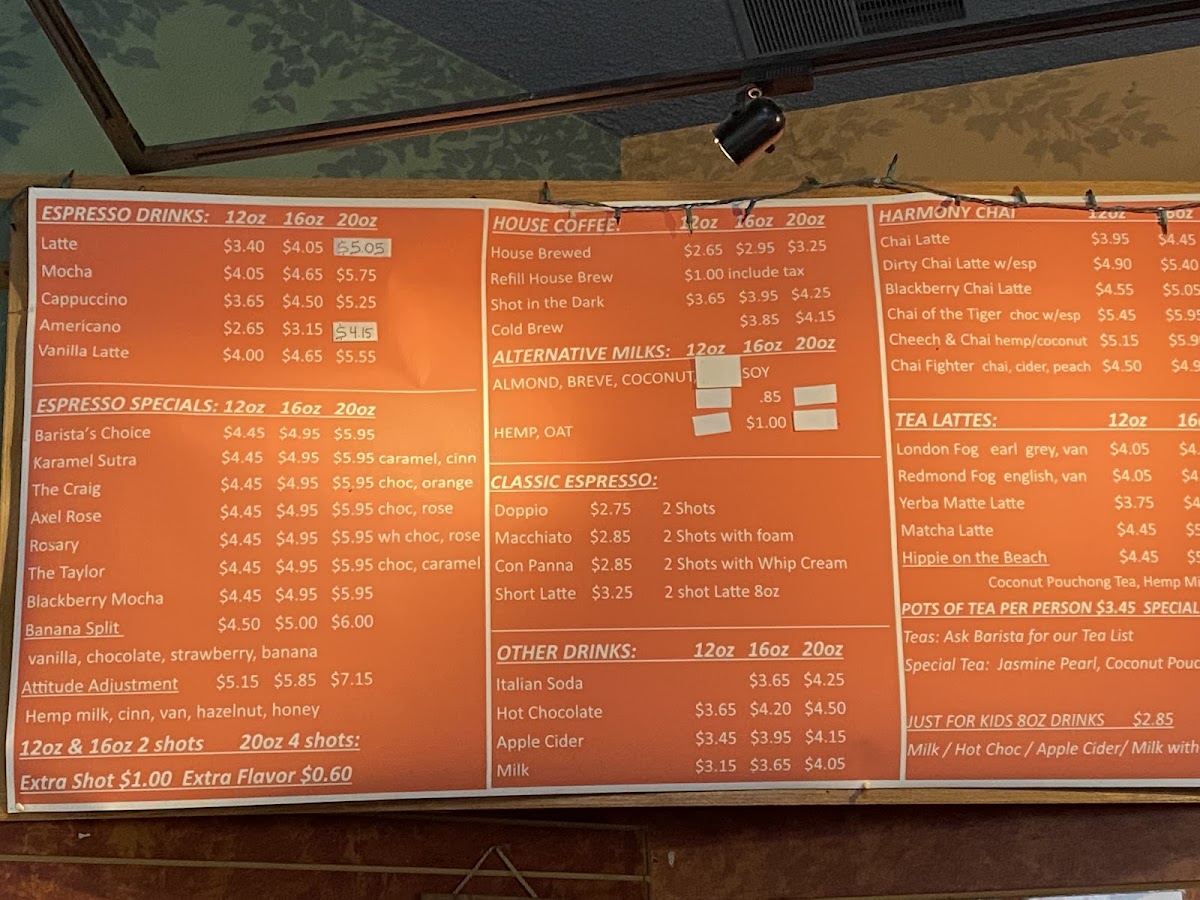 ESPRESSO DRINKS: 12oz 16oz 20oz
Latte $3.40 $4.05 $5.05
Mocha $4.05 $4.65 $5.75
Cappuccino $3.65 $4.50 $5.25
Americano $2.65 $3.15 $4.15
Vanilla Latte $4.00 $4.65 $5.55
ESPRESSO SPECIALS: 12oz 16oz 20oz
Barista's Choice $4.45 $4.95 $5.95
Karamel Sutra $4.45 $4.95 $5.95 caramel, cinn
The Craig $4.45 $4.95 $5.95 choc, orange
Axel Rose $4.45 $4.95 $5.95 choc, rose
Rosary $4.45 $4.95 $5.95 wh choc, rose
The Taylor $4.45 $4.95 $5.95 choc, caramel
Blackberry Mocha $4.45 $4.95 $5.95
Banana Split $4.50 $5.00 $6.00
vanilla, chocolate, strawberry, banana
Attitude Adjustment $5.15 $5.85 $7.15
Hemp milk, cinn, van, hazelnut, honey
12oz & 16oz 2 shots 20oz 4 shots:
Extra Shot $1.00 Extra Flavor $0.60
HOUSE COFFEE: 12oz 16oz 20oz
House Brewed $2.65 $2.95 $3.25
Refill House Brew $1.00 include tax
Shot in the Dark $3.65 $3.95 $4.25
Cold Brew $3.85 $4.15
ALTERNATIVE MILKS: 12oz 16oz 20oz
ALMOND, BREVE, COCONUT, SOY
.85
HEMP, OAT $1.00
CLASSIC ESPRESSO:
Doppio $2.75 2 Shots
Macchiato $2.85 2 Shots with foam
Con Panna $2.85 2 Shots with Whip Cream
Short Latte $3.25 2 shot Latte 8oz
OTHER DRINKS: 12oz 16oz 20oz
Italian Soda $3.65 $4.25
Hot Chocolate $3.65 $4.20 $4.50
Apple Cider $3.45 $3.95 $4.15
Milk $3.15 $3.65 $4.05
HARMONY CHAI 12oz 16oz
Chai Latte $3.95 $4.45
Dirty Chai Latte w/esp $4.90 $5.40
Blackberry Chai Latte $4.55 $5.05
Chai of the Tiger choc w/esp $5.45 $5.95
Cheech & Chai hemp/coconut $5.15 $5.9
Chai Fighter chai, cider, peach $4.50 $4.9
TEA LATTES: 12oz 16
London Fog earl grey, van $4.05 $4.
Redmond Fog english, van $4.05 $4
Yerba Matte Latte $3.75 $4
Matcha Latte $4.45 $5
Hippie on the Beach $4.45 $5
Coconut Pouchong Tea, Hemp Mi
POTS OF TEA PER PERSON $3.45 SPECIAL
Teas: Ask Barista for our Tea List
Special Tea: Jasmine Pearl, Coconut Pouc
JUST FOR KIDS 8OZ DRINKS $2.85
Milk / Hot Choc / Apple Cider/ Milk with